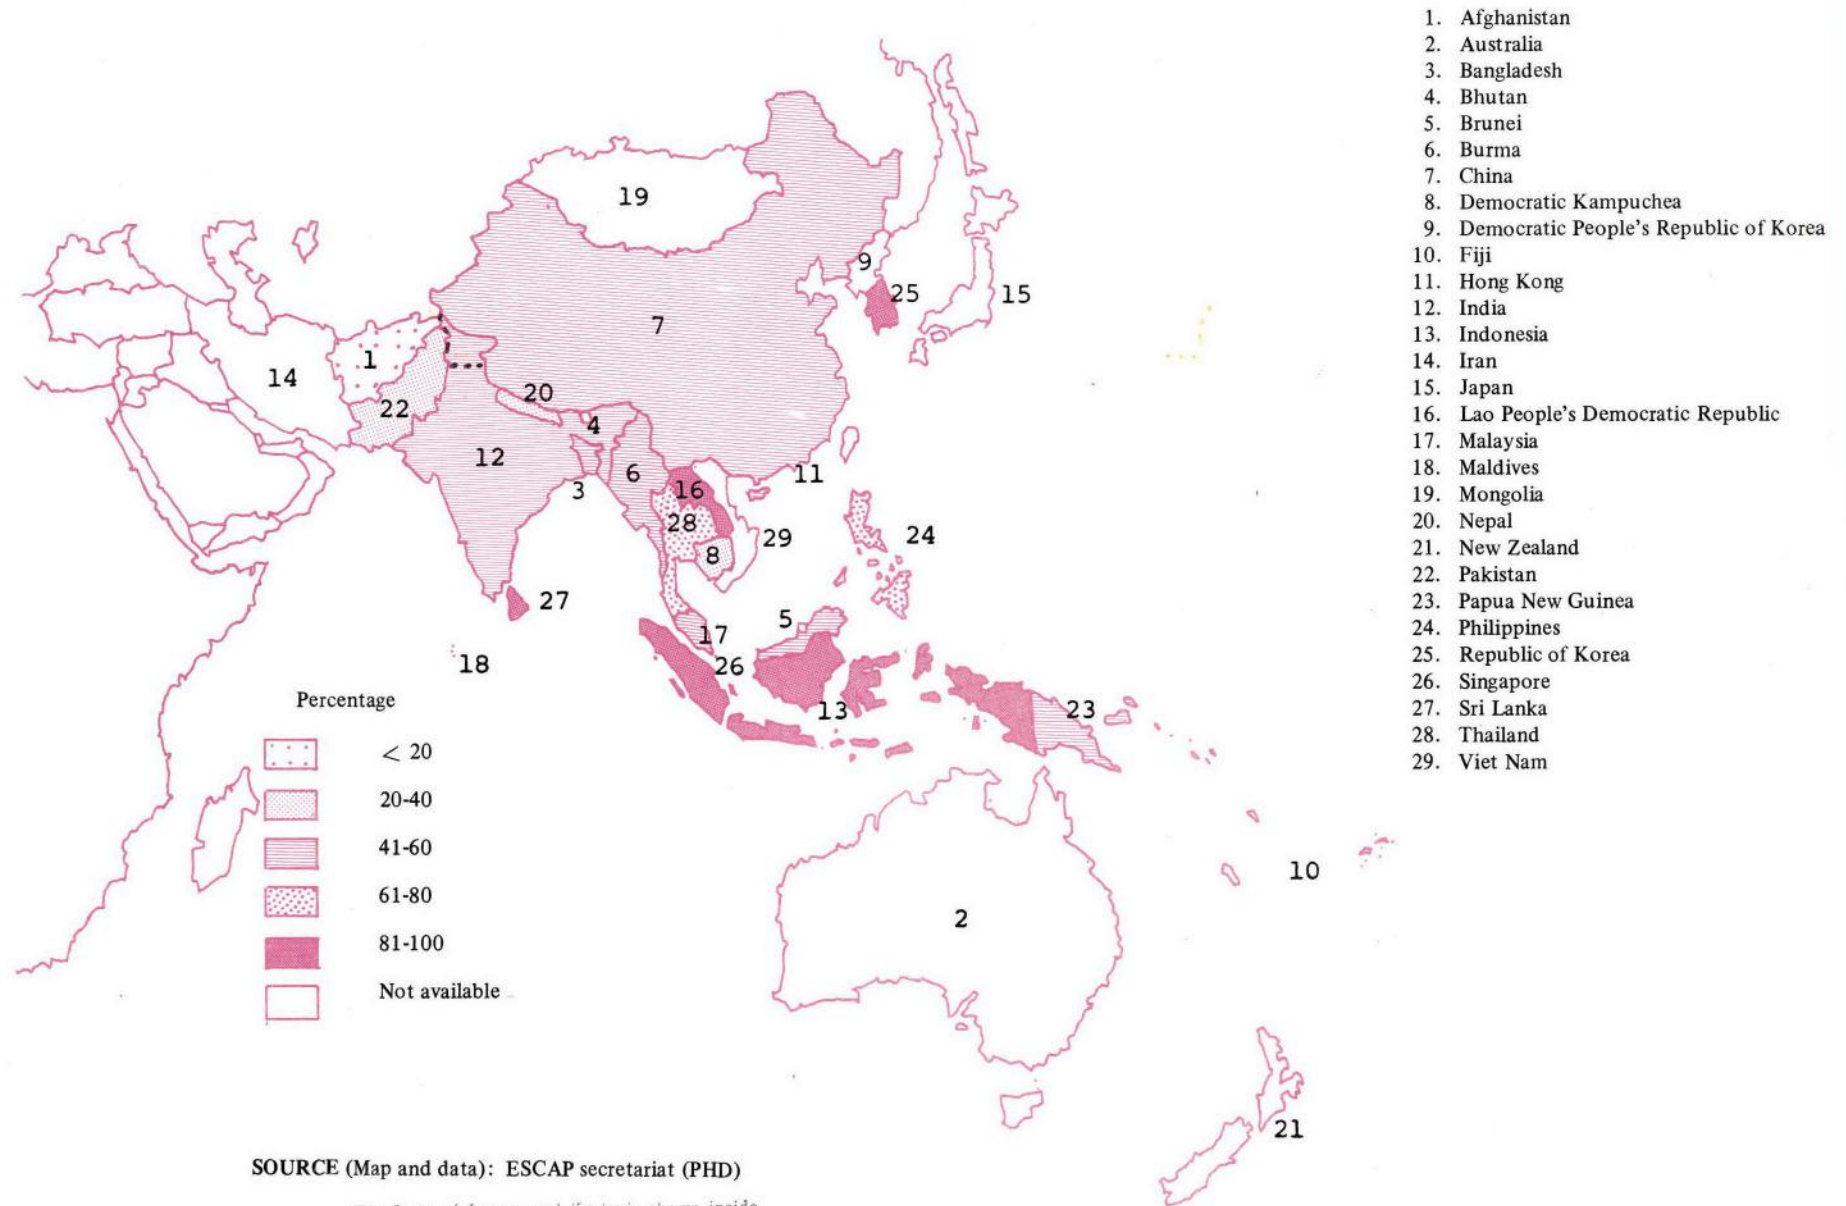 1. Afghanistan
2. Australia
3. Bangladesh
4. Bhutan
5. Brunei
6. Burma
7. China
8. Democratic Kampuchea
9. Democratic People's Republic of Korea
10. Fiji
11. Hong Kong
12. India
13. Indonesia
14. Iran
15. Japan
16. Lao People's Democratic Republic
17. Malaysia
18. Maldives
19. Mongolia
20. Nepal
21. New Zealand
22. Pakistan
23. Papua New Guinea
24. Philippines
25. Republic of Korea
26. Singapore
27. Sri Lanka
28. Thailand
29. Viet Nam
19
9
25
15
7
1
14
20
22
4
12
6
11
3
16
28
29
24
8
27
5
17
18
26
13
23
10
2
21
Percentage
< 20
20-40
41-60
61-80
81-100
Not available
SOURCE (Map and data): ESCAP secretariat (PHD)